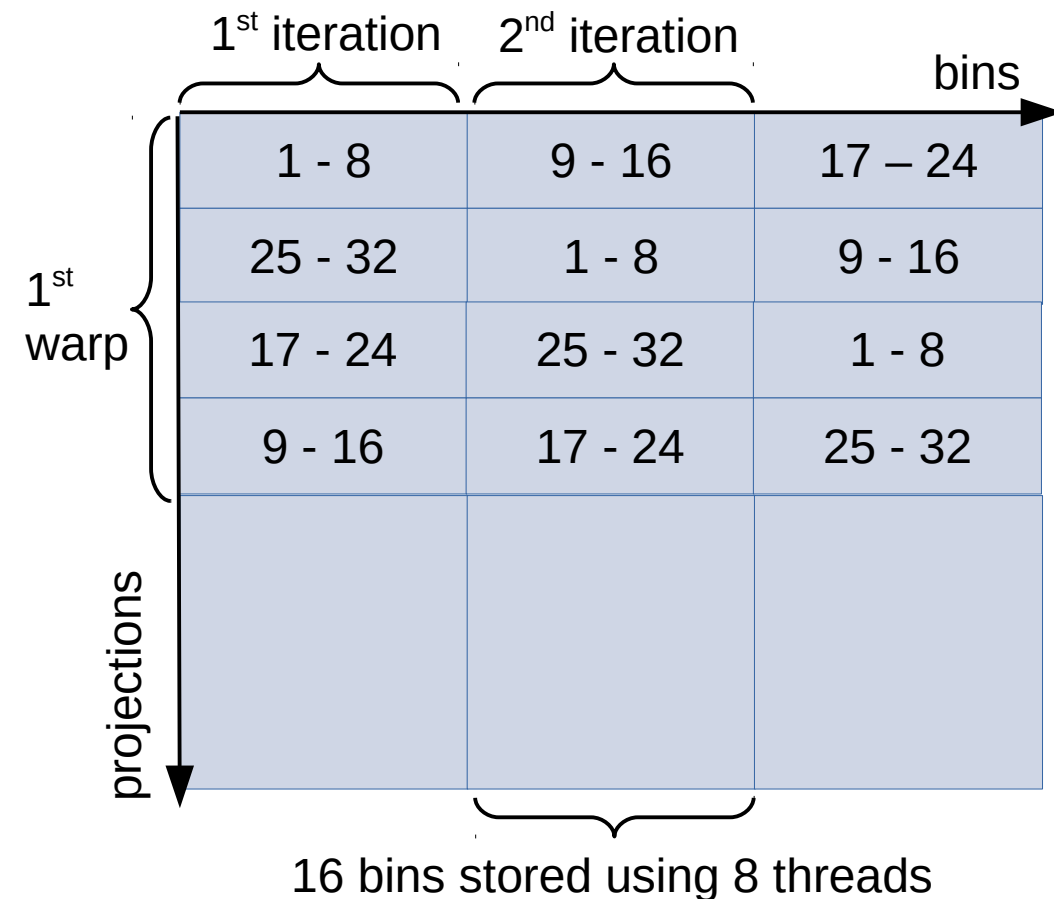 1st iteration
2nd iteration
bins
1 - 8
9 - 16
17 – 24
25 - 32
1 - 8
9 - 16
1st
warp
17 - 24
25 - 32
1 - 8
9 - 16
17 - 24
25 - 32
projections
16 bins stored using 8 threads